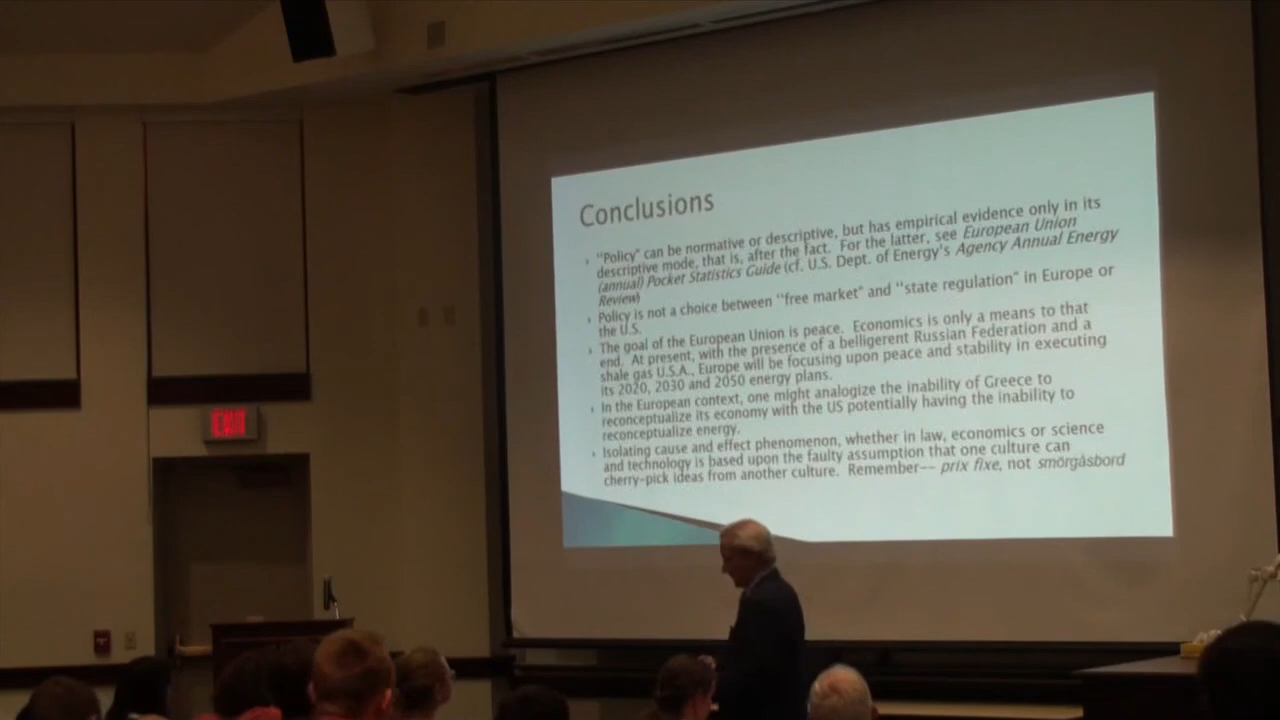 Conclusions
"Policy" can be normative or descriptive, but has empirical evidence only in its
descriptive mode, that is, after the fact. For the latter, see European Union
(annual) Pocket Statistics Guide (cf. U.S. Dept. of Energy's Agency Annual Energy
Review)
Policy is not a choice between "free market" and "state regulation" in Europe or
the U.S.
The goal of the European Union is peace. Economics is only a means to that
end. At present, with the presence of a belligerent Russian Federation and a
shale gas U.S.A., Europe will be focusing upon peace and stability in executing
its 2020, 2030 and 2050 energy plans.
In the European context, one might analogize the inability of Greece to
reconceptualize its economy with the US potentially having the inability to
reconceptualize energy.
Isolating cause and effect phenomenon, whether in law, economics or science
and technology is based upon the faulty assumption that one culture can
cherry-pick ideas from another culture. Remember-- prix fixe, not smörgåsbord
EXIT